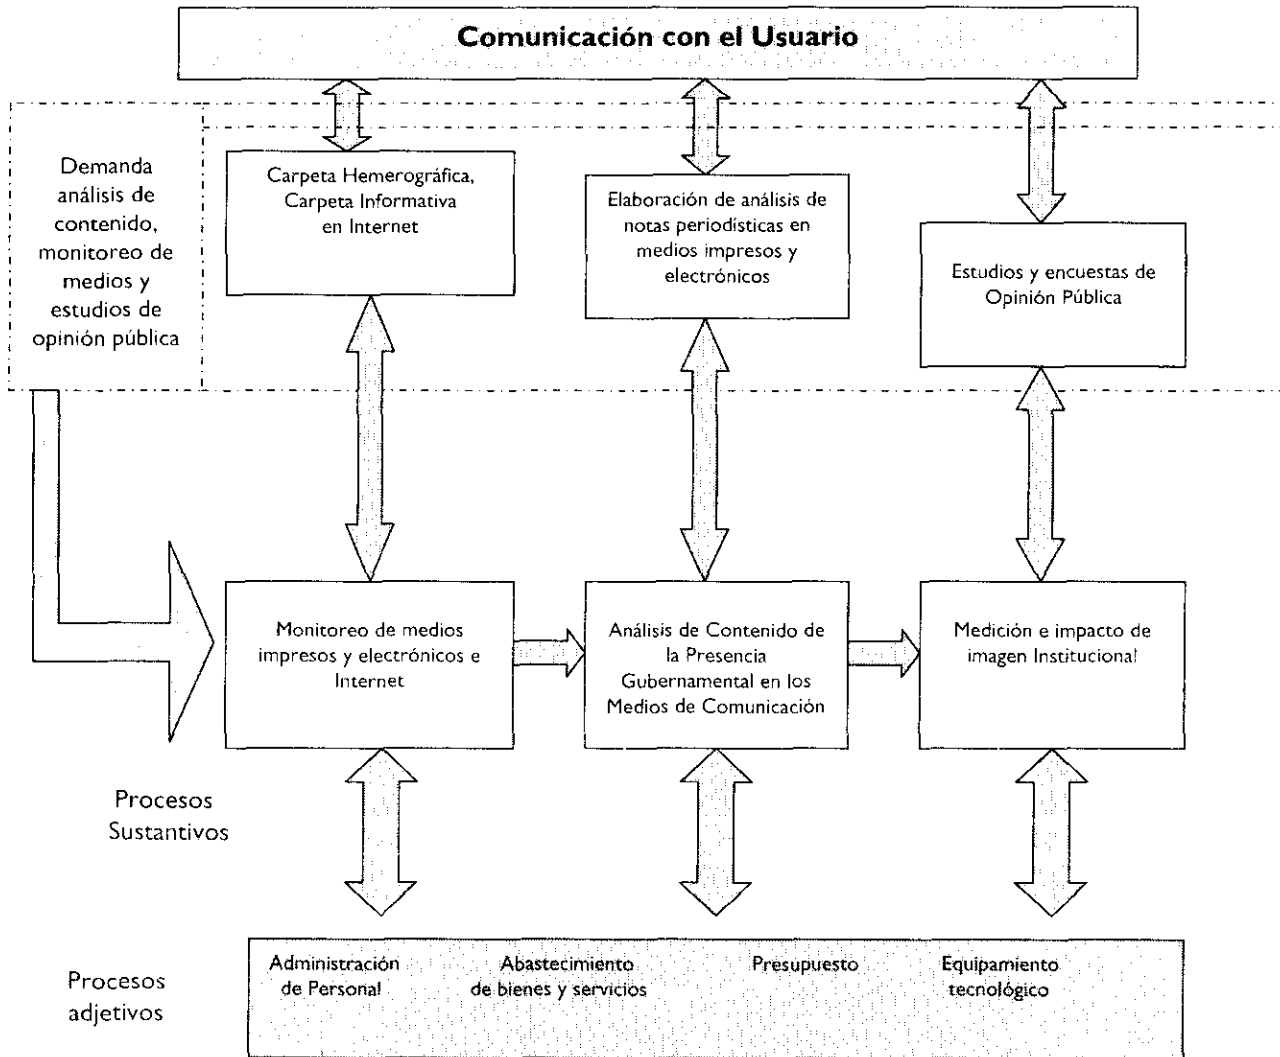 Comunicación con el Usuario
Demanda
análisis de
contenido,
monitoreo de
medios y
estudios de
opinión pública
Carpeta Hemerográfica,
Carpeta Informativa
en Internet
Elaboración de análisis de
notas periodísticas en
medios impresos y
electrónicos
Estudios y encuestas de
Opinión Pública
Monitoreo de medios
impresos y electrónicos e
Internet
Análisis de Contenido de
la Presencia
Gubernamental en los
Medios de Comunicación
Medición e impacto de
imagen Institucional
Procesos
Sustantivos
Procesos
adjetivos
Administración
de Personal
Abastecimiento
de bienes y servicios
Presupuesto
Equipamiento
tecnológico